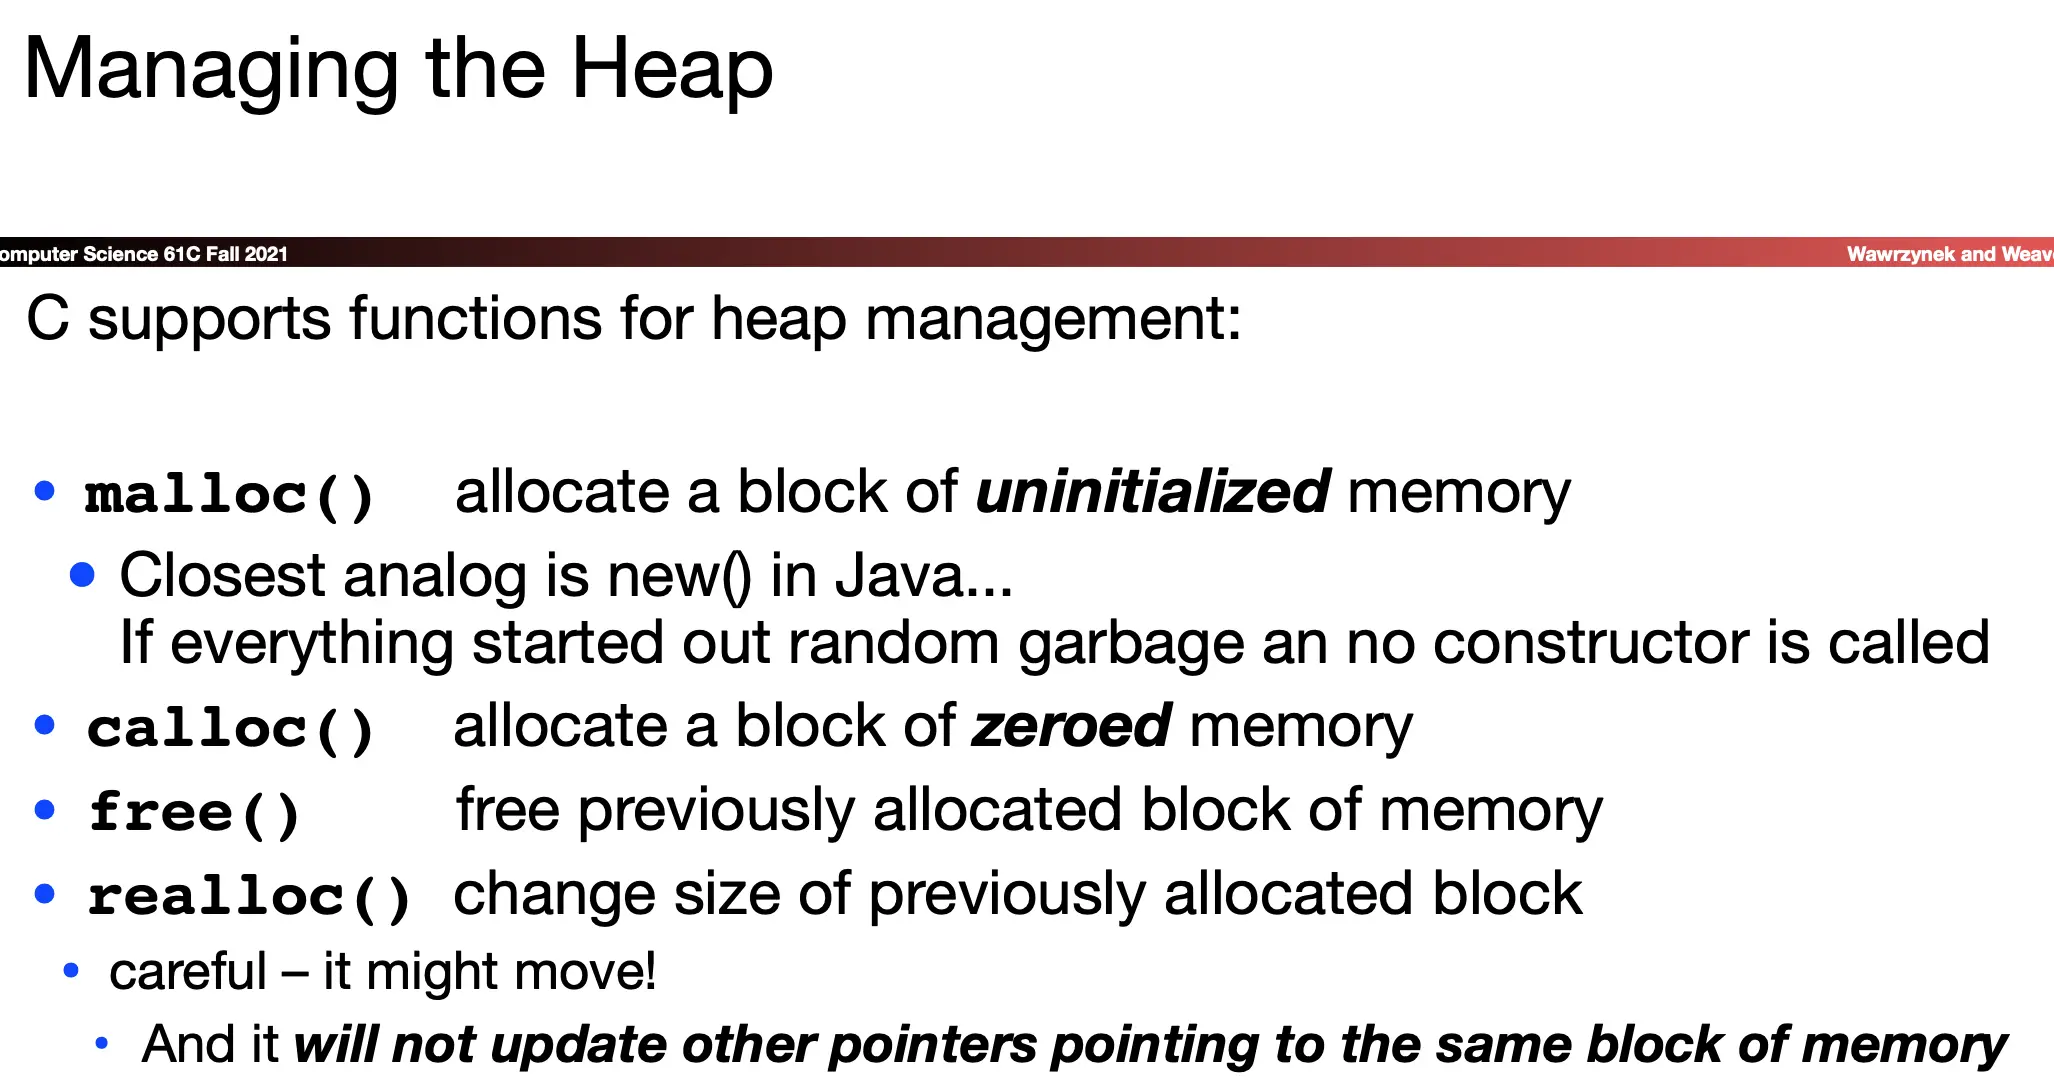 Managing the Heap
omputer Science 61C Fall 2021
Wawrzynek and Weav
C supports functions for heap management:
• malloc() allocate a block of uninitialized memory
• Closest analog is new() in Java...
If everything started out random garbage an no constructor is called
• calloc() allocate a block of zeroed memory
• free() free previously allocated block of memory
• realloc() change size of previously allocated block
• careful – it might move!
• And it will not update other pointers pointing to the same block of memory